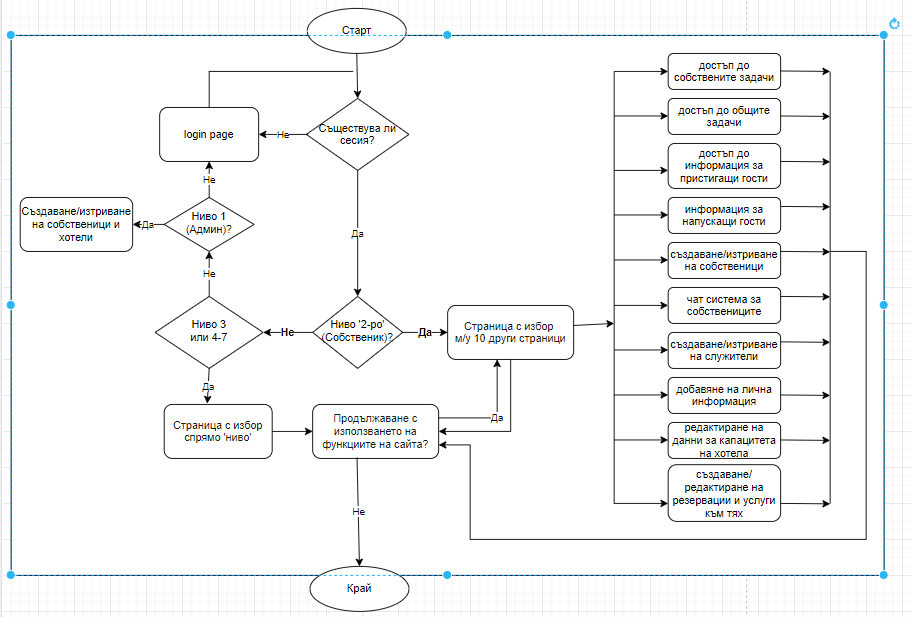 Старт
Съществува ли
сесия?
Не
login page
Не
Ниво 1
(Админ)?
Да
Създаване/изтриване
на собственици и
хотели
Не
Да
Ниво 3
или 4-7
Не
Ниво '2-ро'
(Собственик)?
Да
Страница с избор
м/у 10 други страници
Да
Страница с избор
спрямо 'ниво'
Продължаване с
използването на
функциите на сайта?
Да
Не
Край
достъп до
собствените задачи
достъп до общите
задачи
достъп до
информация за
пристигащи гости
информация за
напускащи гости
създаване/изтриване
на собственици
чат система за
собствениците
създаване/изтриване
на служители
добавяне на лична
информация
редактиране на
данни за капацитета
на хотела
създаване/
редактиране на
резервации и услуги
към тях